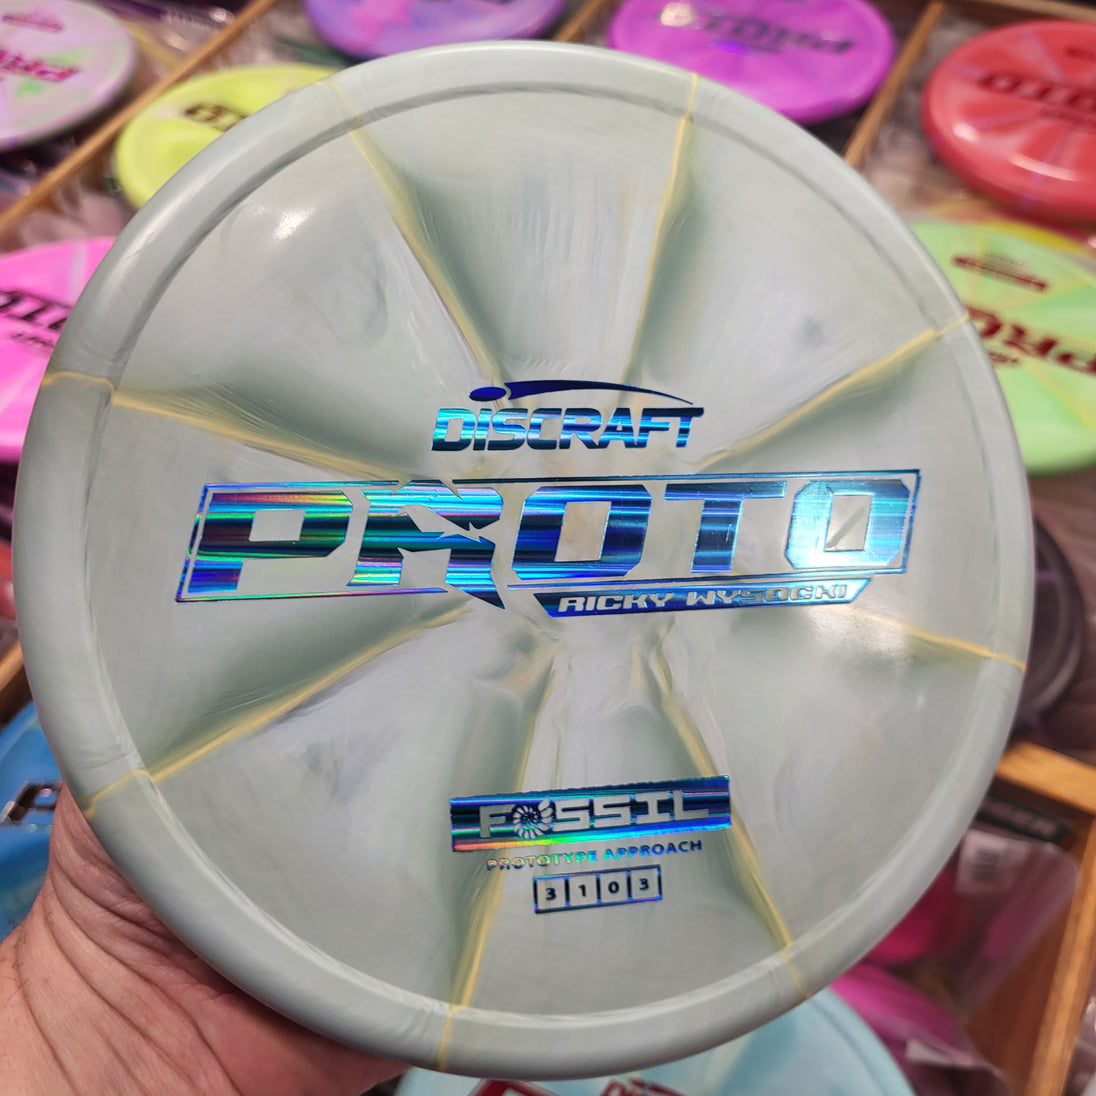 DISCRAFT
PROTO
RICKY WYSOCKI
FOSSIL
PROTOTYPE APPROACH
3 1 0 3